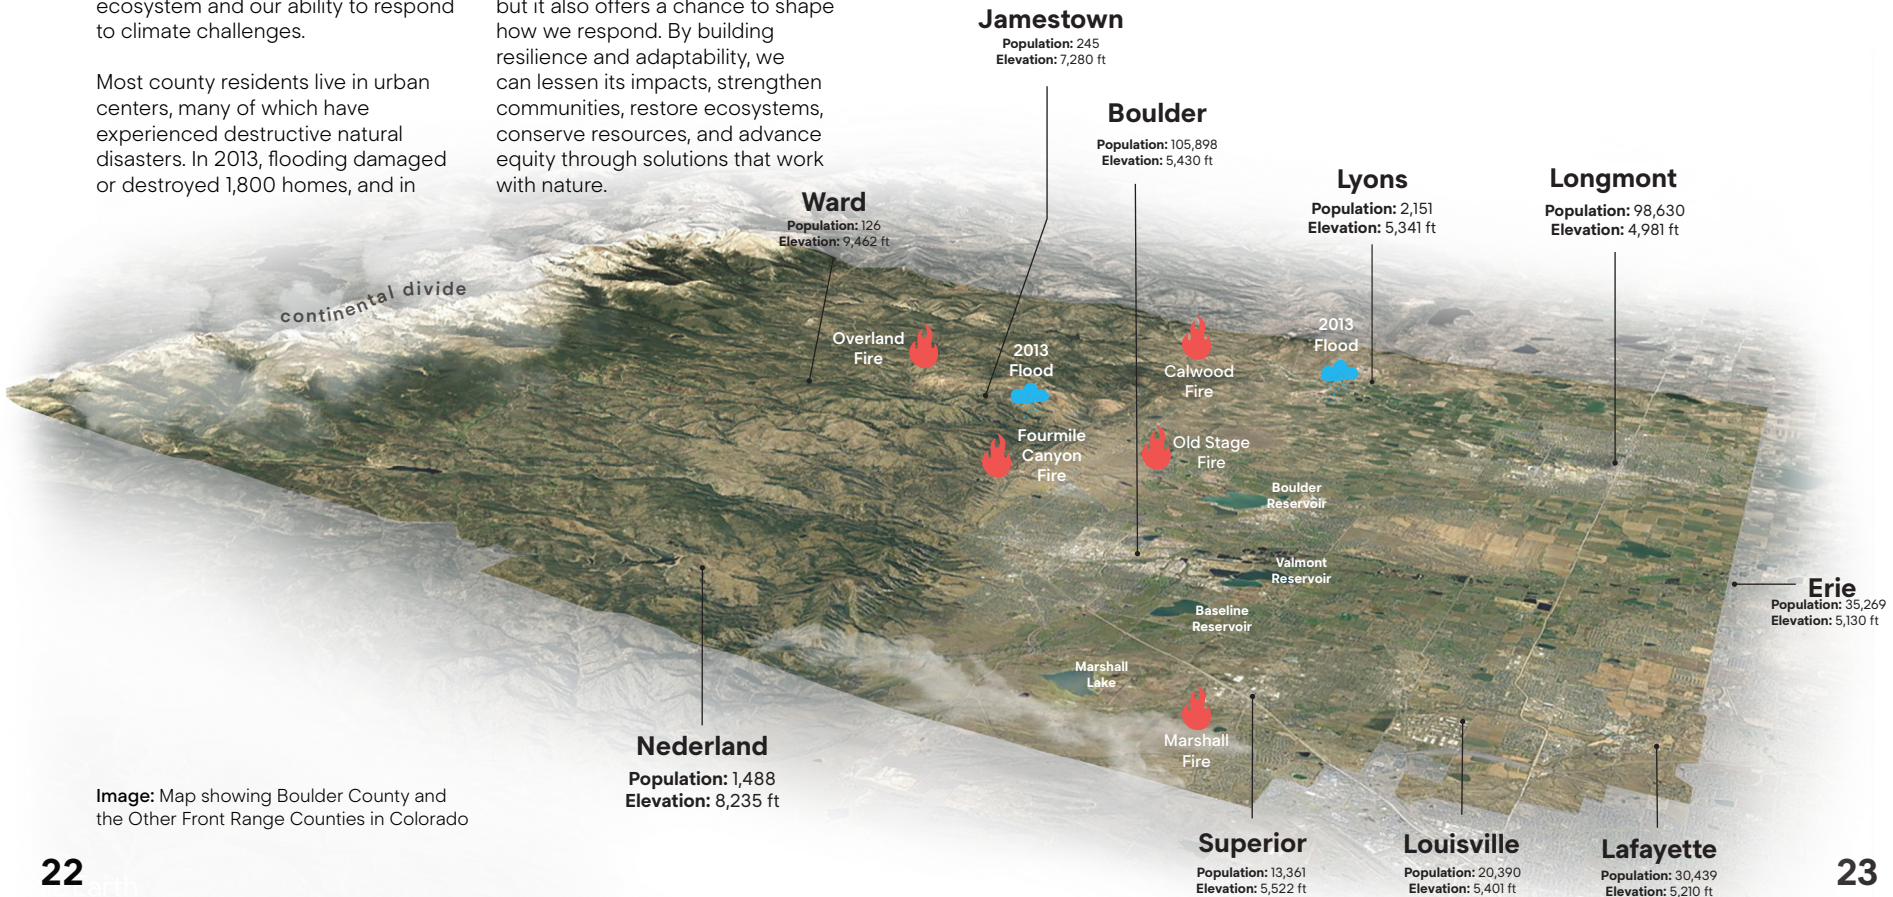 ecosystem and our ability to respond
to climate challenges.
Most county residents live in urban
centers, many of which have
experienced destructive natural
disasters. In 2013, flooding damaged
or destroyed 1,800 homes, and in
but it also offers a chance to shape
how we respond. By building
resilience and adaptability, we
can lessen its impacts, strengthen
communities, restore ecosystems,
conserve resources, and advance
equity through solutions that work
with nature.
Jamestown
Population: 245
Elevation: 7,280 ft
Boulder
Population: 105,898
Elevation: 5,430 ft
Ward
Population: 126
Elevation: 9,462 ft
Lyons
Population: 2,151
Elevation: 5,341 ft
Longmont
Population: 98,630
Elevation: 4,981 ft
continental divide
Overland
Fire
2013
Flood
Calwood
Fire
2013
Flood
Fourmile
Canyon
Fire
Old Stage
Fire
Boulder
Reservoir
Valmont
Reservoir
Baseline
Reservoir
Marshall
Lake
Marshall
Fire
Erie
Population: 35,269
Elevation: 5,130 ft
Nederland
Population: 1,488
Elevation: 8,235 ft
Superior
Population: 13,361
Elevation: 5,522 ft
Louisville
Population: 20,390
Elevation: 5,401 ft
Lafayette
Population: 30,439
Elevation: 5,210 ft
Image: Map showing Boulder County and
the Other Front Range Counties in Colorado
22
23